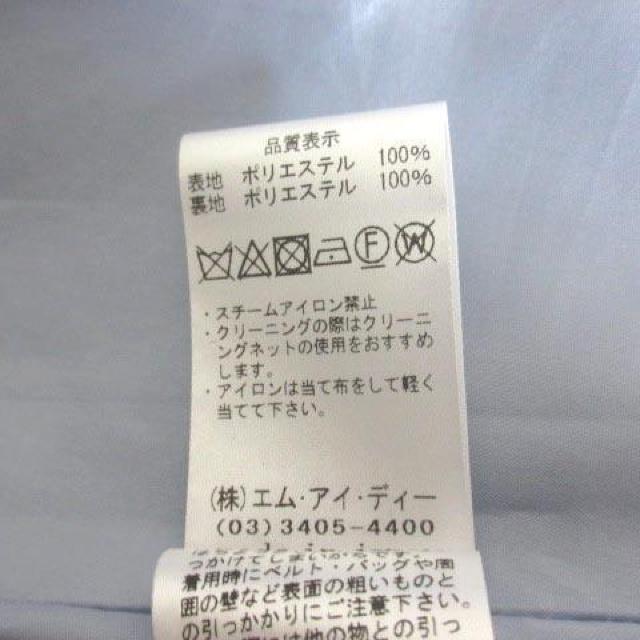 品質表示
表地 ポリエステル 100%
裏地 ポリエステル 100%
F W
・スチームアイロン禁止
・クリーニングの際はクリーニ
ングネットの使用をおすすめ
します。
・アイロンは当て布をして軽く
当てて下さい。
(株)エム・アイ・ディー
(03)3405-4400
着用時にベルト・バッグや周
囲の壁など表面の粗いものと
の引っかかりにご注意下さい。